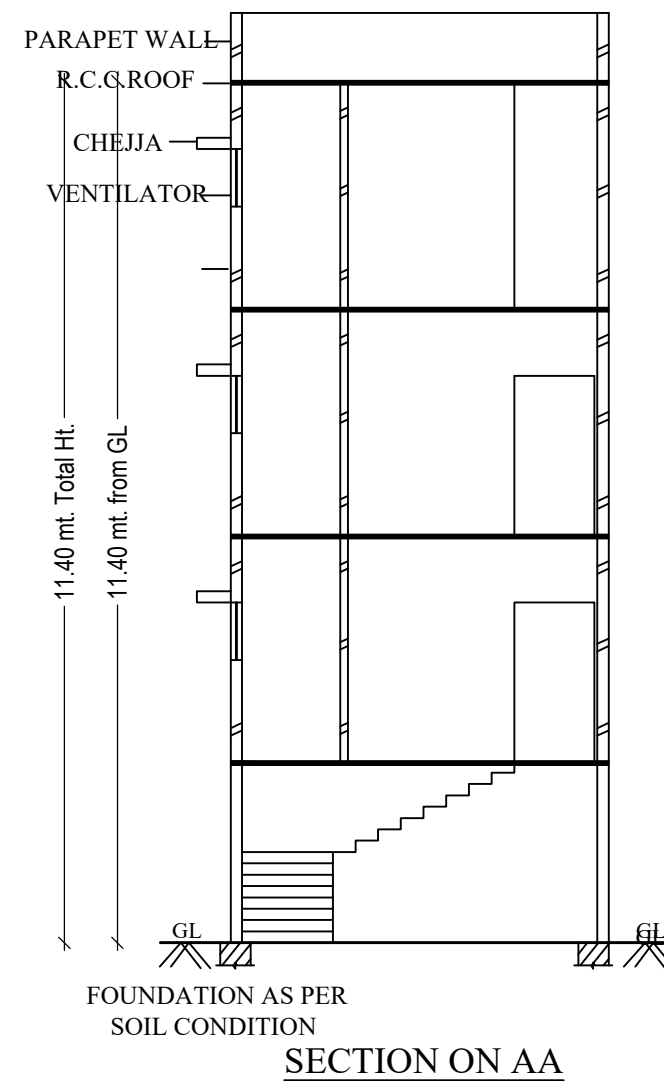 PARAPET WALL
R.C.C.ROOF
CHEJJA
VENTILATOR
11.40 mt. Total Ht.
11.40 mt. from GL
GL
GL
GL
FOUNDATION AS PER
SOIL CONDITION
SECTION ON AA